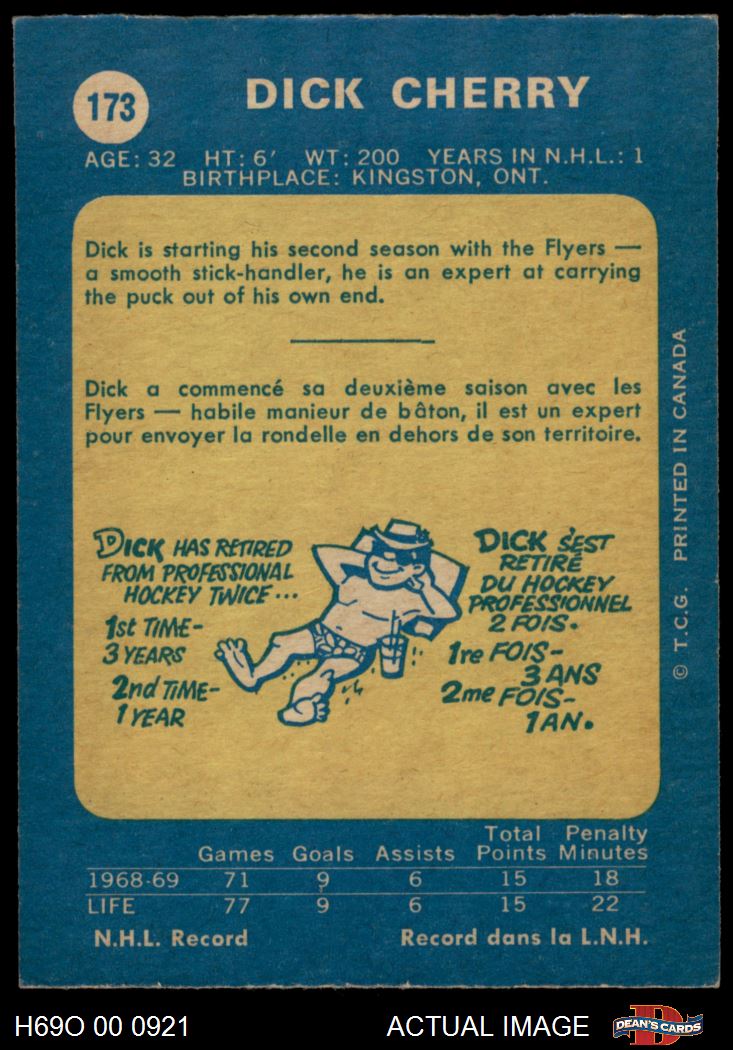 173
DICK CHERRY
AGE: 32 HT: 6′ WT: 200 YEARS IN N.H.L.: 1
BIRTHPLACE: KINGSTON, ONT.
Dick is starting his second season with the Flyers —
a smooth stick-handler, he is an expert at carrying
the puck out of his own end.
Dick a commencé sa deuxième saison avec les
Flyers — habile manieur de bâton, il est un expert
pour envoyer la rondelle en dehors de son territoire.
DICK HAS RETIRED
FROM PROFESSIONAL
HOCKEY TWICE...
1st TIME-
3 YEARS
2nd TIME-
1 YEAR
DICK S'EST
RETIRÉ
DU HOCKEY
PROFESSIONNEL
2 FOIS.
1re FOIS-
3 ANS
2me FOIS-
1 AN.
© T.C.G. PRINTED IN CANADA
Total Penalty
Games Goals Assists Points Minutes
1968-69 71 9 6 15 18
LIFE 77 9 6 15 22
N.H.L. Record Record dans la L.N.H.
H69O 00 0921 ACTUAL IMAGE
D
DEAN'S CARDS